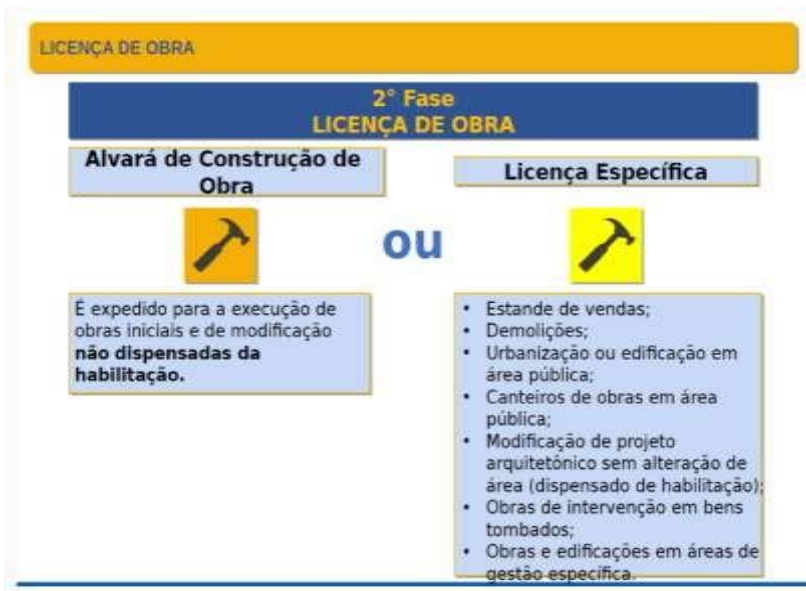 LICENÇA DE OBRA
2° Fase
LICENÇA DE OBRA
Alvará de Construção de
Obra
ou
Licença Específica
É expedido para a execução de
obras iniciais e de modificação
não dispensadas da
habilitação.
• Estande de vendas;
• Demolições;
• Urbanização ou edificação em
área pública;
• Canteiros de obras em área
pública;
• Modificação de projeto
arquitetônico sem alteração de
área (dispensado de habilitação);
• Obras de intervenção em bens
tombados;
• Obras e edificações em áreas de
gestão específica.